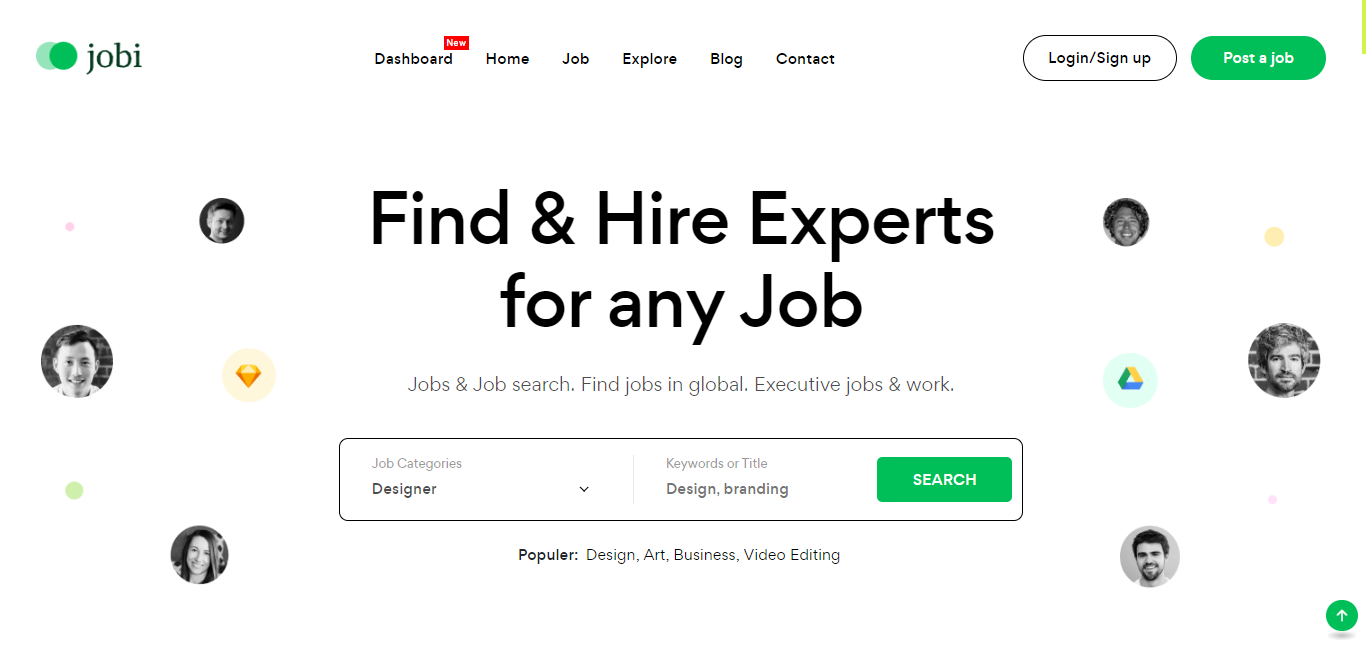 jobi
New
Dashboard Home Job Explore Blog Contact
Login/Sign up
Post a job
Find & Hire Experts
for any Job
Jobs & Job search. Find jobs in global. Executive jobs & work.
Job Categories
Designer
Keywords or Title
Design, branding
SEARCH
Populer: Design, Art, Business, Video Editing